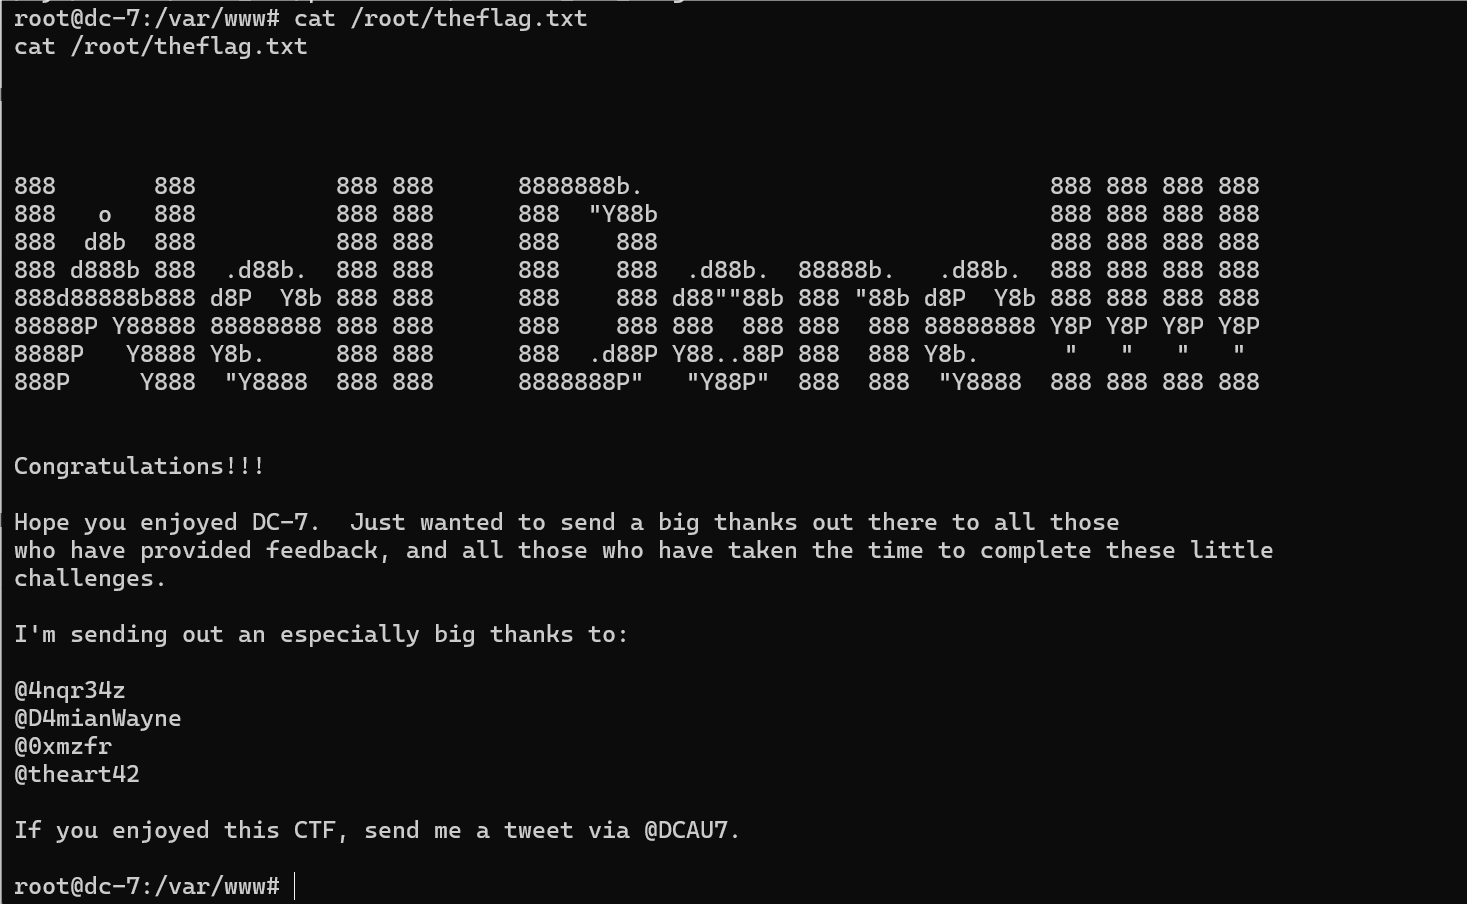 root@dc-7:/var/www# cat /root/theflag.txt
cat /root/theflag.txt
888       888          888 888      8888888b.                             888 888 888 888
888   o   888          888 888      888  "Y88b                            888 888 888 888
888  d8b  888          888 888      888    888                            888 888 888 888
888 d888b 888  .d88b.  888 888      888    888  .d88b.  88888b.   .d88b.  888 888 888 888
888d88888b888 d8P  Y8b 888 888      888    888 d88""88b 888 "88b d8P  Y8b 888 888 888 888
88888P Y88888 88888888 888 888      888    888 888  888 888  888 88888888 Y8P Y8P Y8P Y8P
8888P   Y8888 Y8b.     888 888      888  .d88P Y88..88P 888  888 Y8b.      "   "   "   "
888P     Y888  "Y8888  888 888      8888888P"   "Y88P"  888  888  "Y8888  888 888 888 888
Congratulations!!!
Hope you enjoyed DC-7.  Just wanted to send a big thanks out there to all those
who have provided feedback, and all those who have taken the time to complete these little
challenges.
I'm sending out an especially big thanks to:
@4nqr34z
@D4mianWayne
@0xmzfr
@theart42
If you enjoyed this CTF, send me a tweet via @DCAU7.
root@dc-7:/var/www#